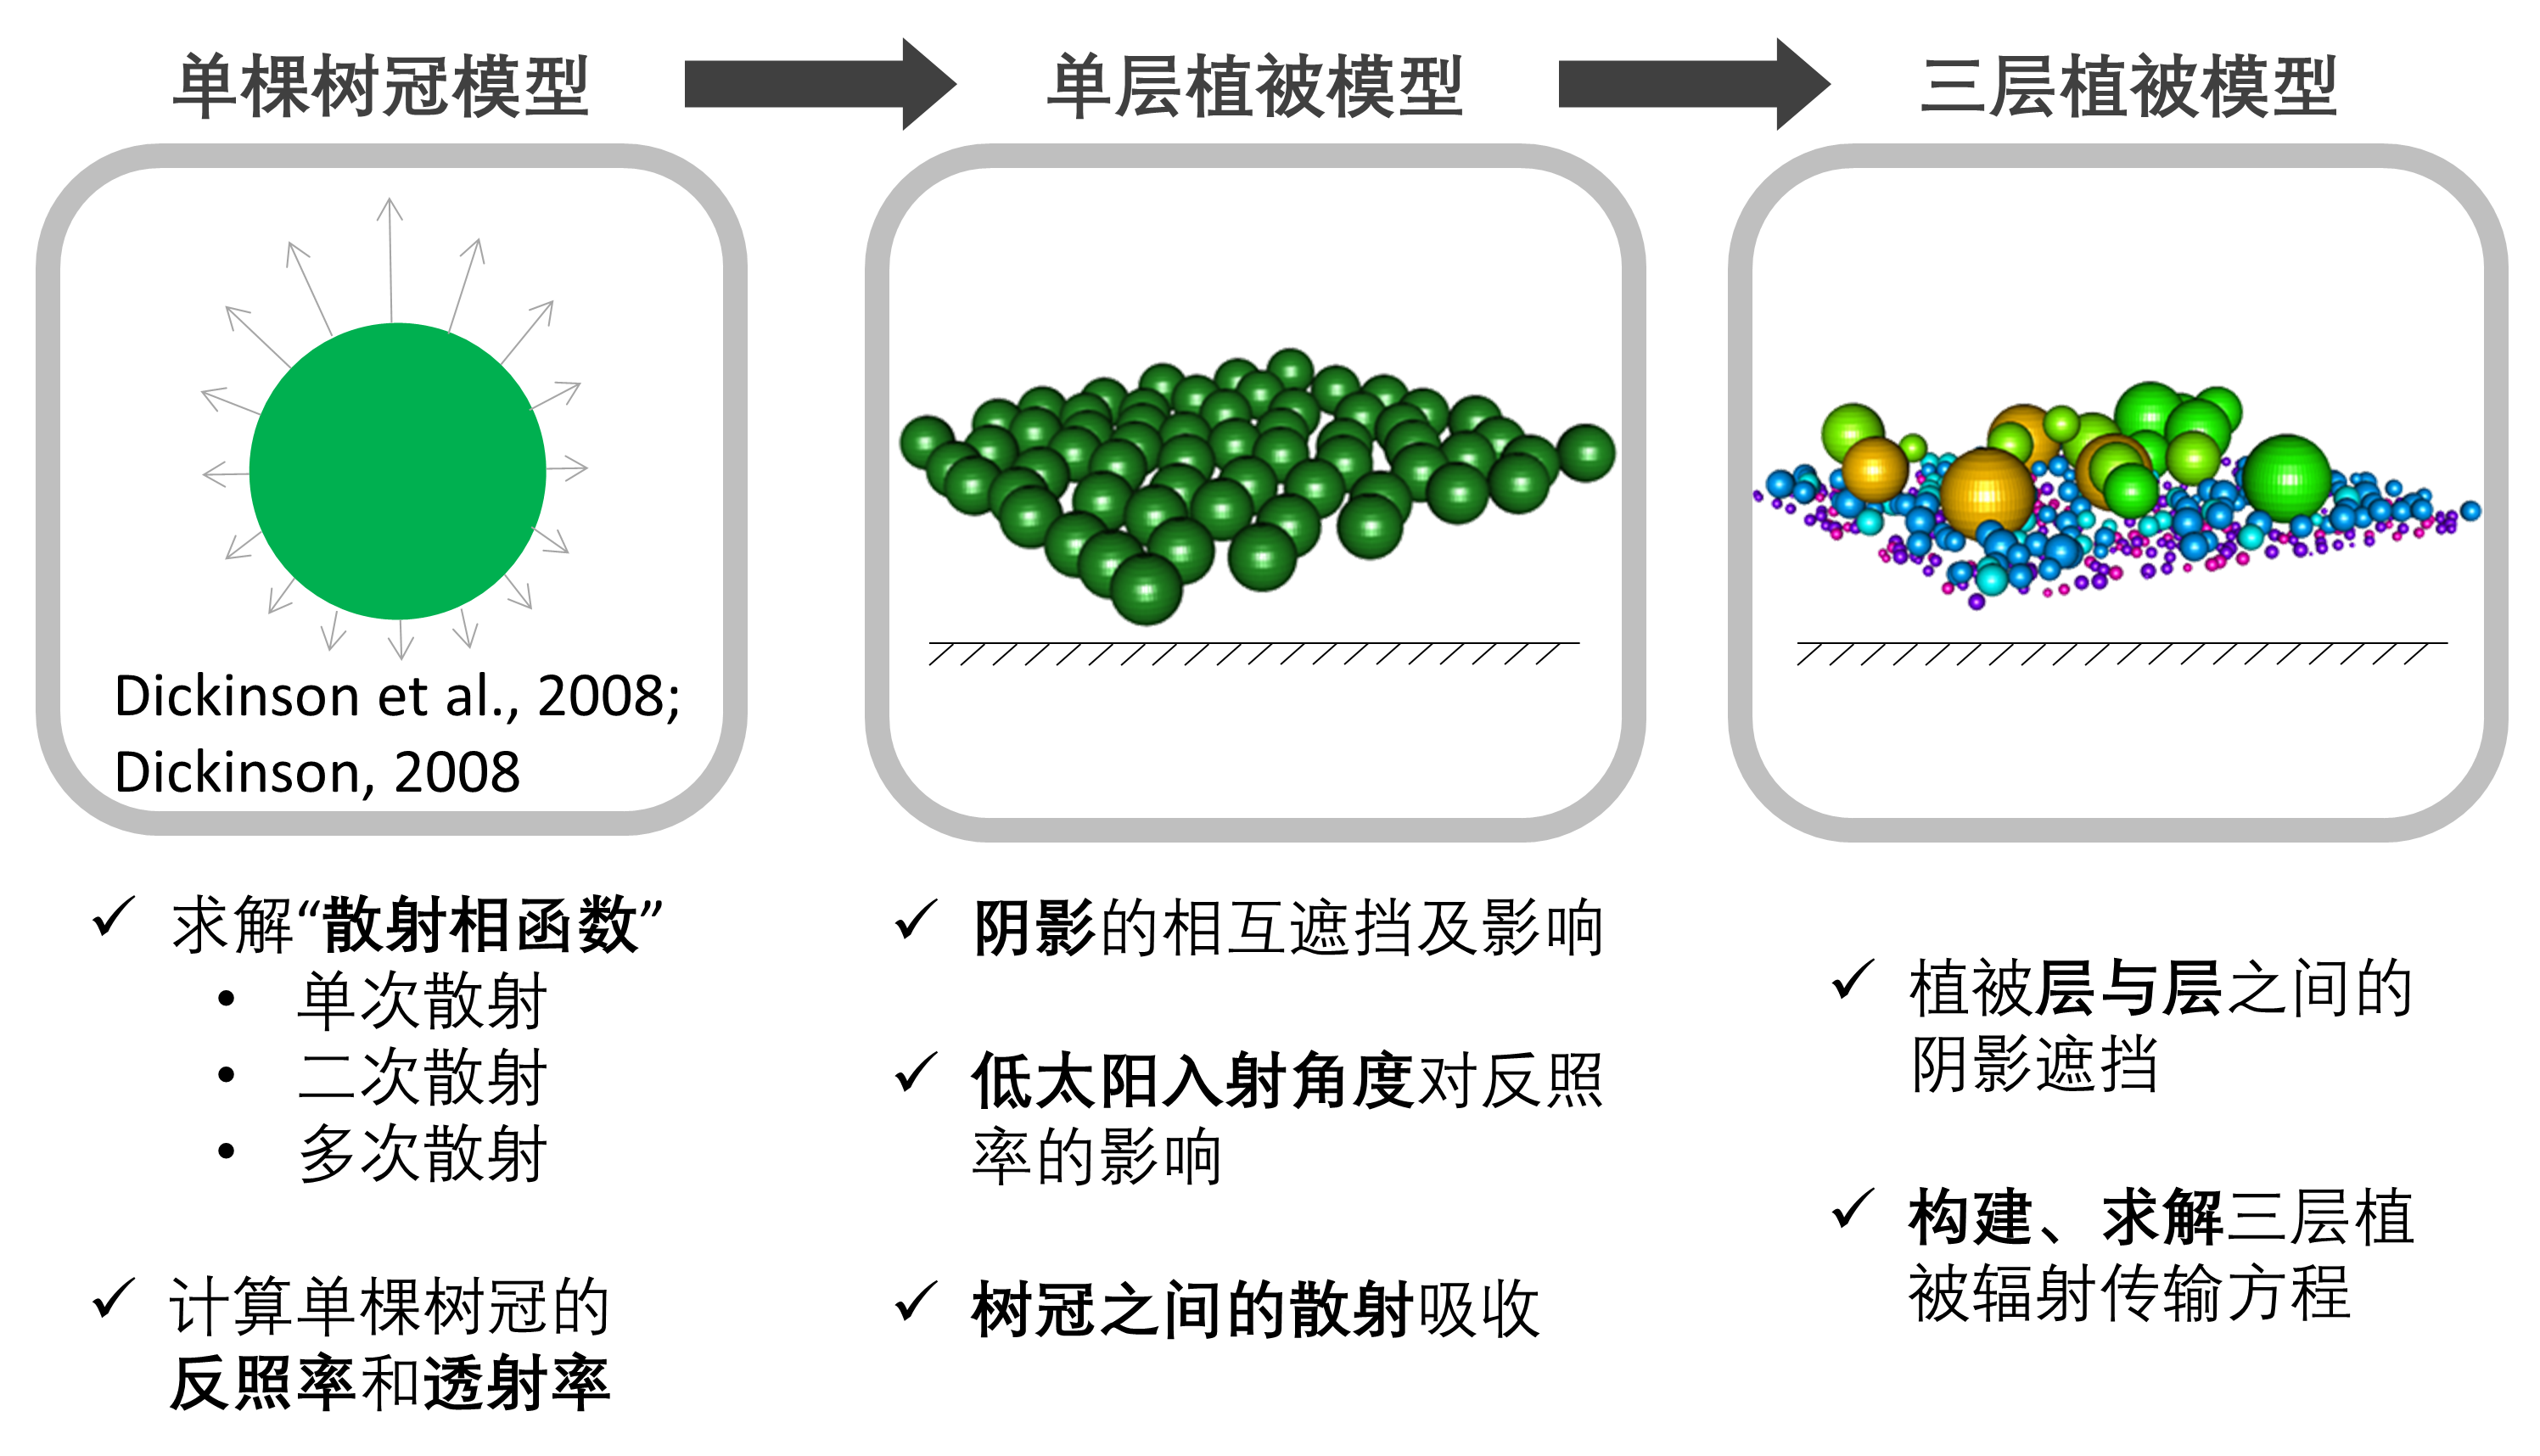 单棵树冠模型
单层植被模型
三层植被模型
Dickinson et al., 2008;
Dickinson, 2008
✓ 求解“散射相函数”
• 单次散射
• 二次散射
• 多次散射
✓ 计算单棵树冠的
反照率和透射率
✓ 阴影的相互遮挡及影响
✓ 低太阳入射角度对反照
率的影响
✓ 树冠之间的散射吸收
✓ 植被层与层之间的
阴影遮挡
✓ 构建、求解三层植
被辐射传输方程